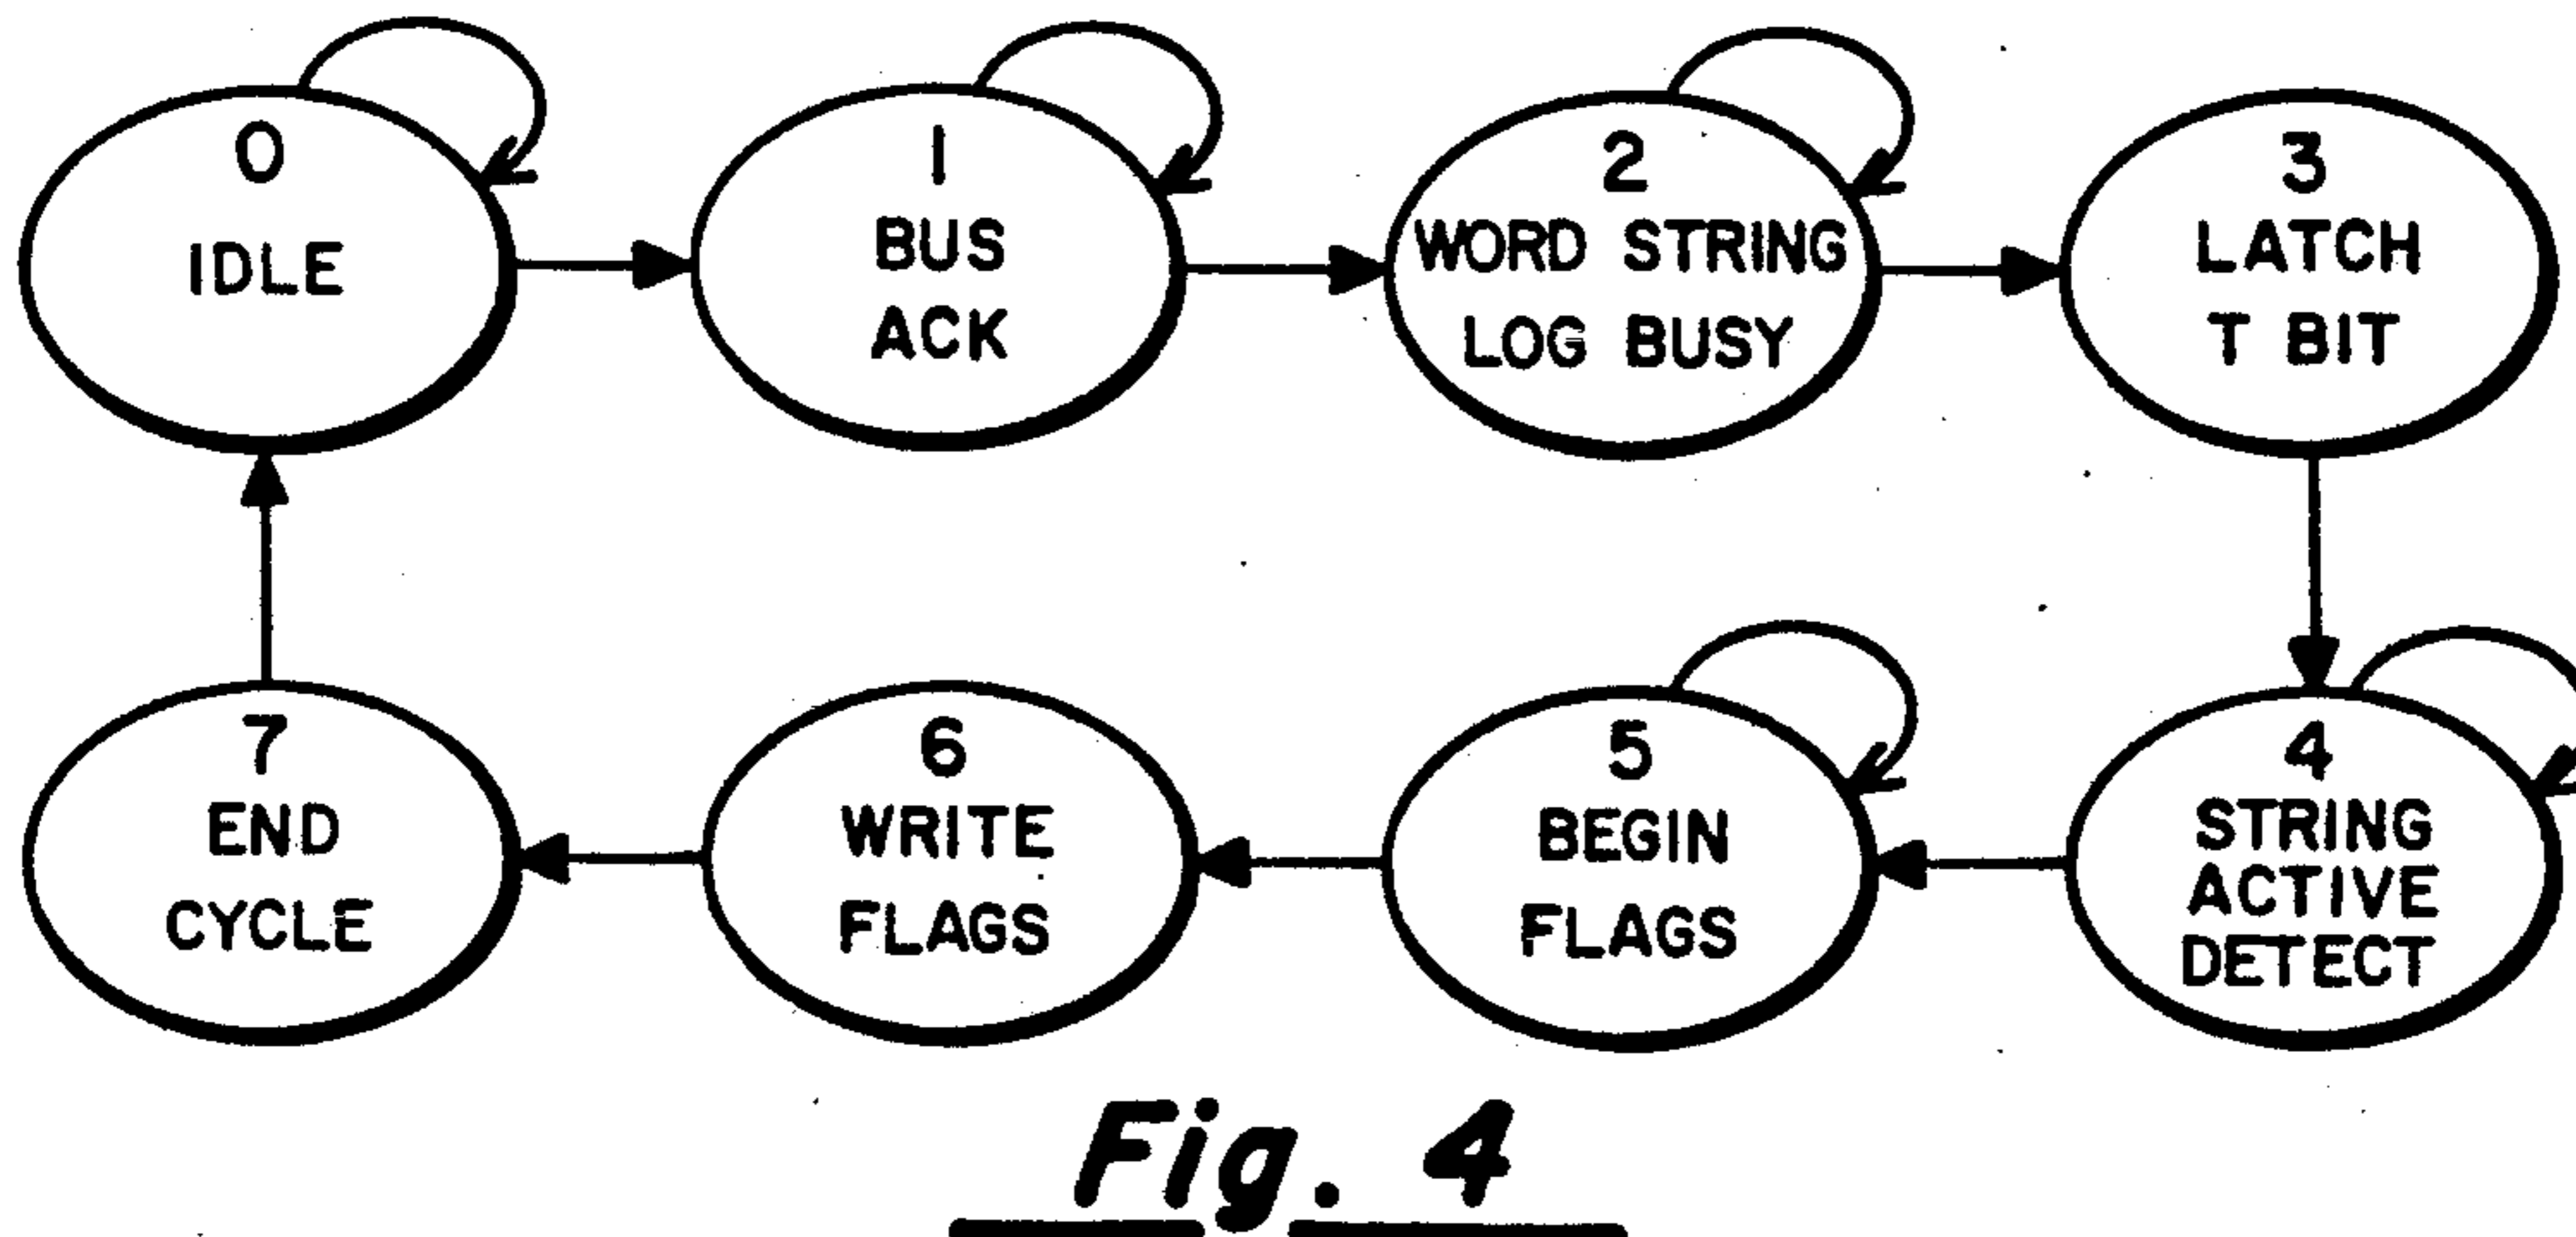 0
IDLE
1
BUS
ACK
2
WORD STRING
LOG BUSY
3
LATCH
T BIT
7
END
CYCLE
6
WRITE
FLAGS
5
BEGIN
FLAGS
4
STRING
ACTIVE
DETECT
Fig. 4